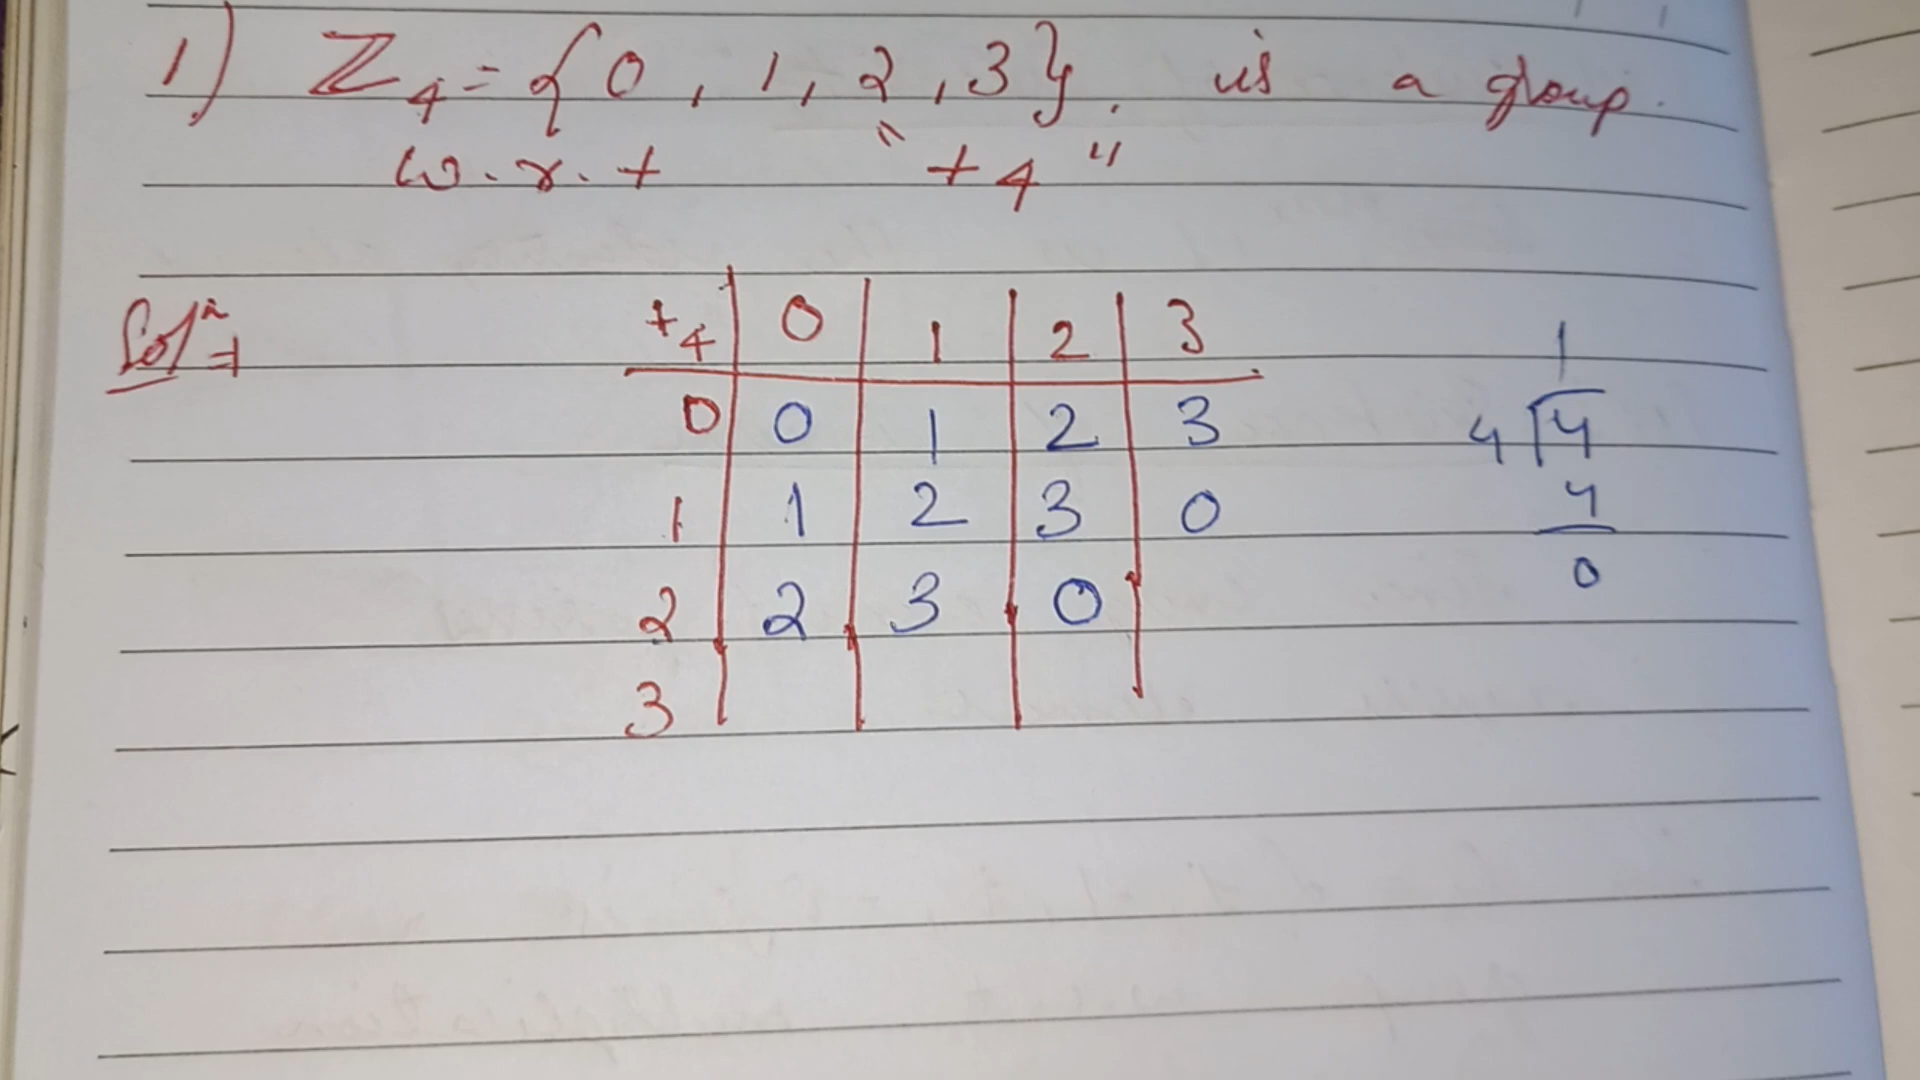 1) Z₄ = {0, 1, 2, 3}. is a group.
w.r.t "+4"
Solⁿ ⇒
+4 0 1 2 3
0 0 1 2 3
1 1 2 3 0
2 2 3 0
3
1
4 4
4
0